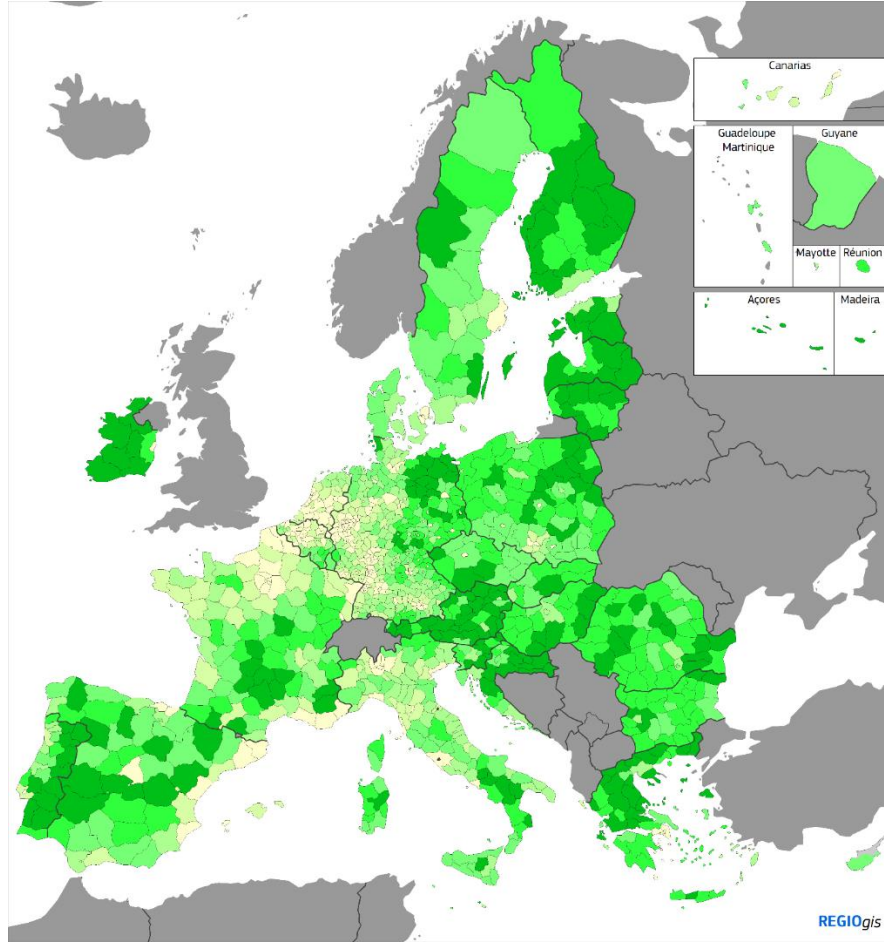 Canarias
Guadeloupe
Martinique
Guyane
Mayotte
Réunion
Açores
Madeira
REGIOgis